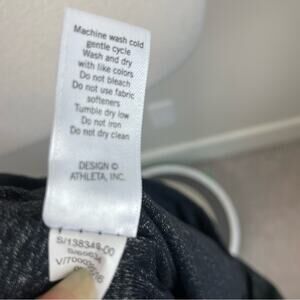 Machine wash cold
gentle cycle
Wash and dry
with like colors
Do not bleach
Do not use fabric
softeners
Tumble dry low
Do not iron
Do not dry clean
DESIGN ©
ATHLETA, INC.
S/138348-00